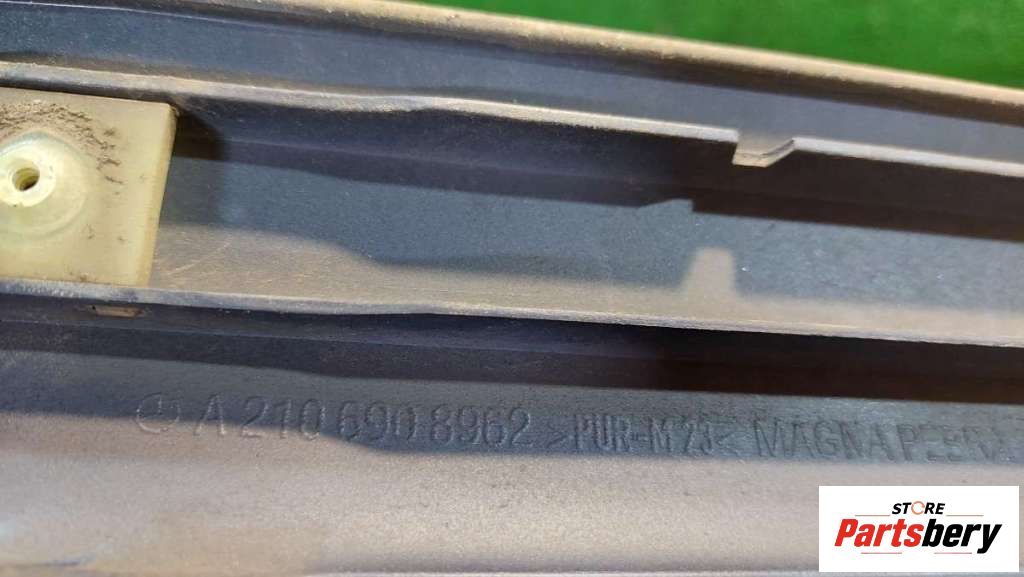 A 210 690 8962 >PUR-M 23< MAGNA
STORE
Partsbery